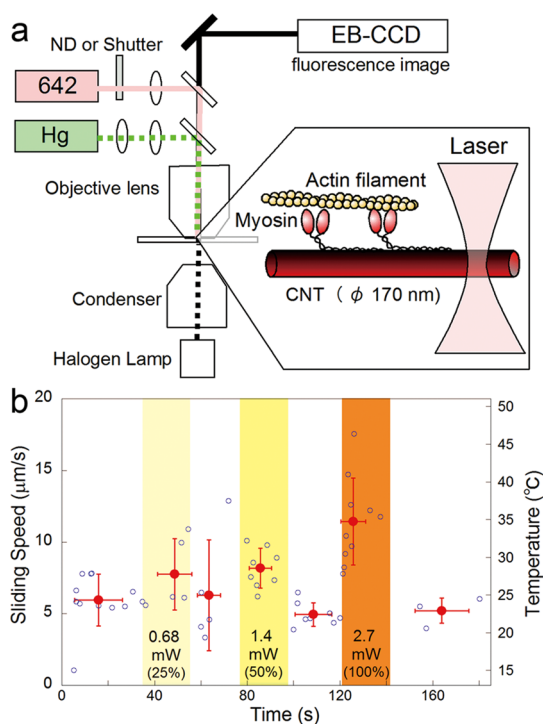 a
ND or Shutter
EB-CCD
fluorescence image
642
Hg
Objective lens
Laser
Actin filament
Myosin
CNT ( φ 170 nm)
Condenser
Halogen Lamp
b
Sliding Speed (μm/s)
20
15
10
5
0
Temperature (°C)
50
45
40
35
30
25
20
15
0.68
mW
(25%)
1.4
mW
(50%)
2.7
mW
(100%)
0 40 80 120 160
Time (s)